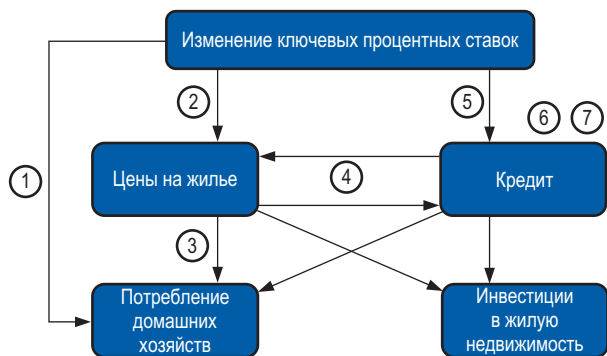 Изменение ключевых процентных ставок
2
5
6
7
1
Цены на жилье
4
Кредит
3
Потребление
домашних
хозяйств
Инвестиции
в жилую
недвижимость